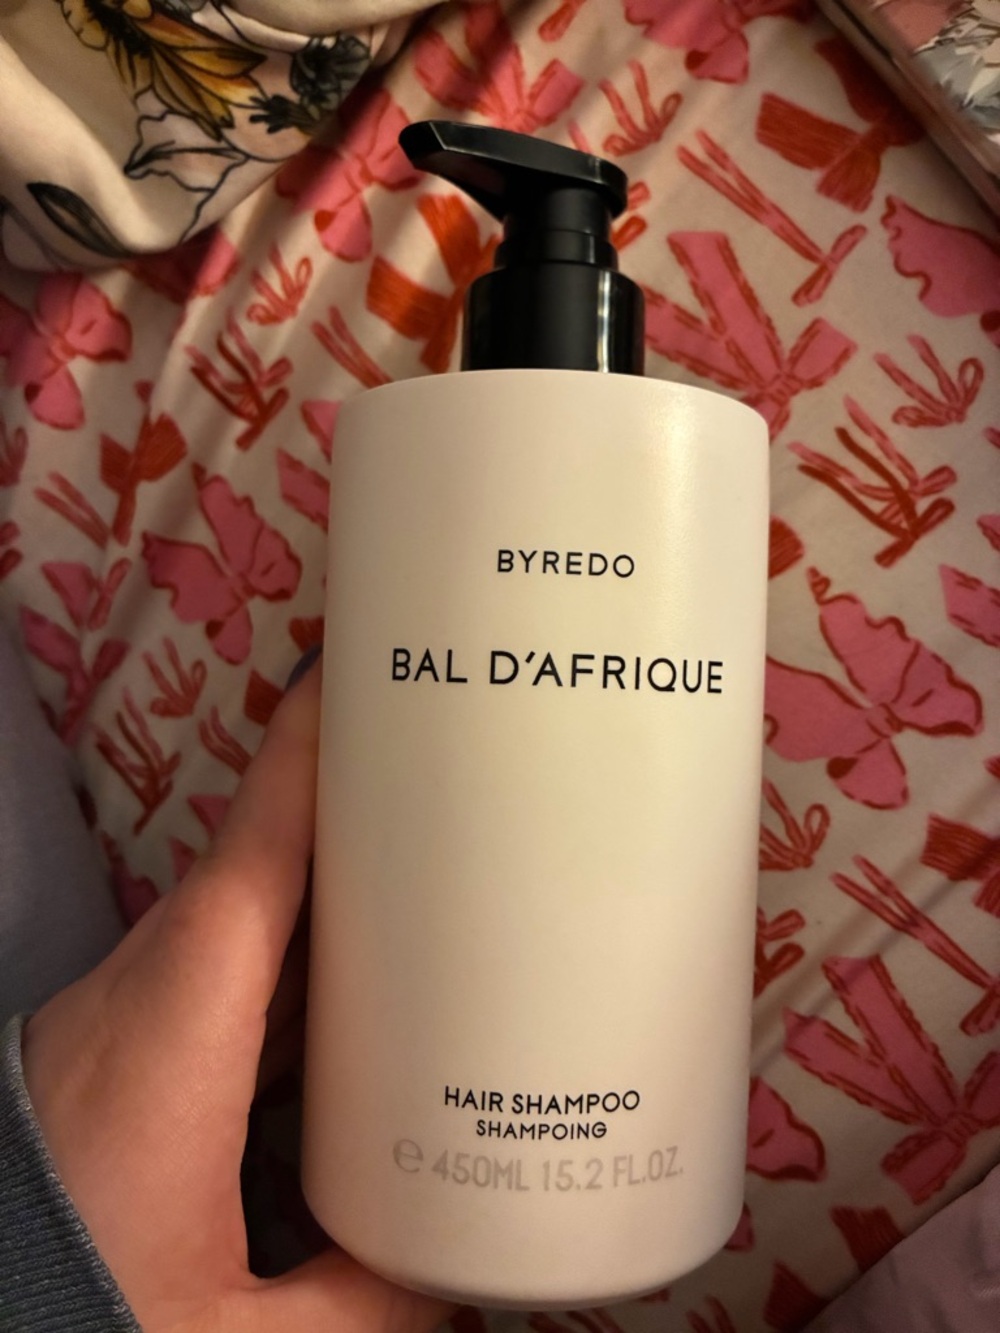 BYREDO
BAL D'AFRIQUE
HAIR SHAMPOO
SHAMPOING
℮ 450ML 15.2 FL.OZ.